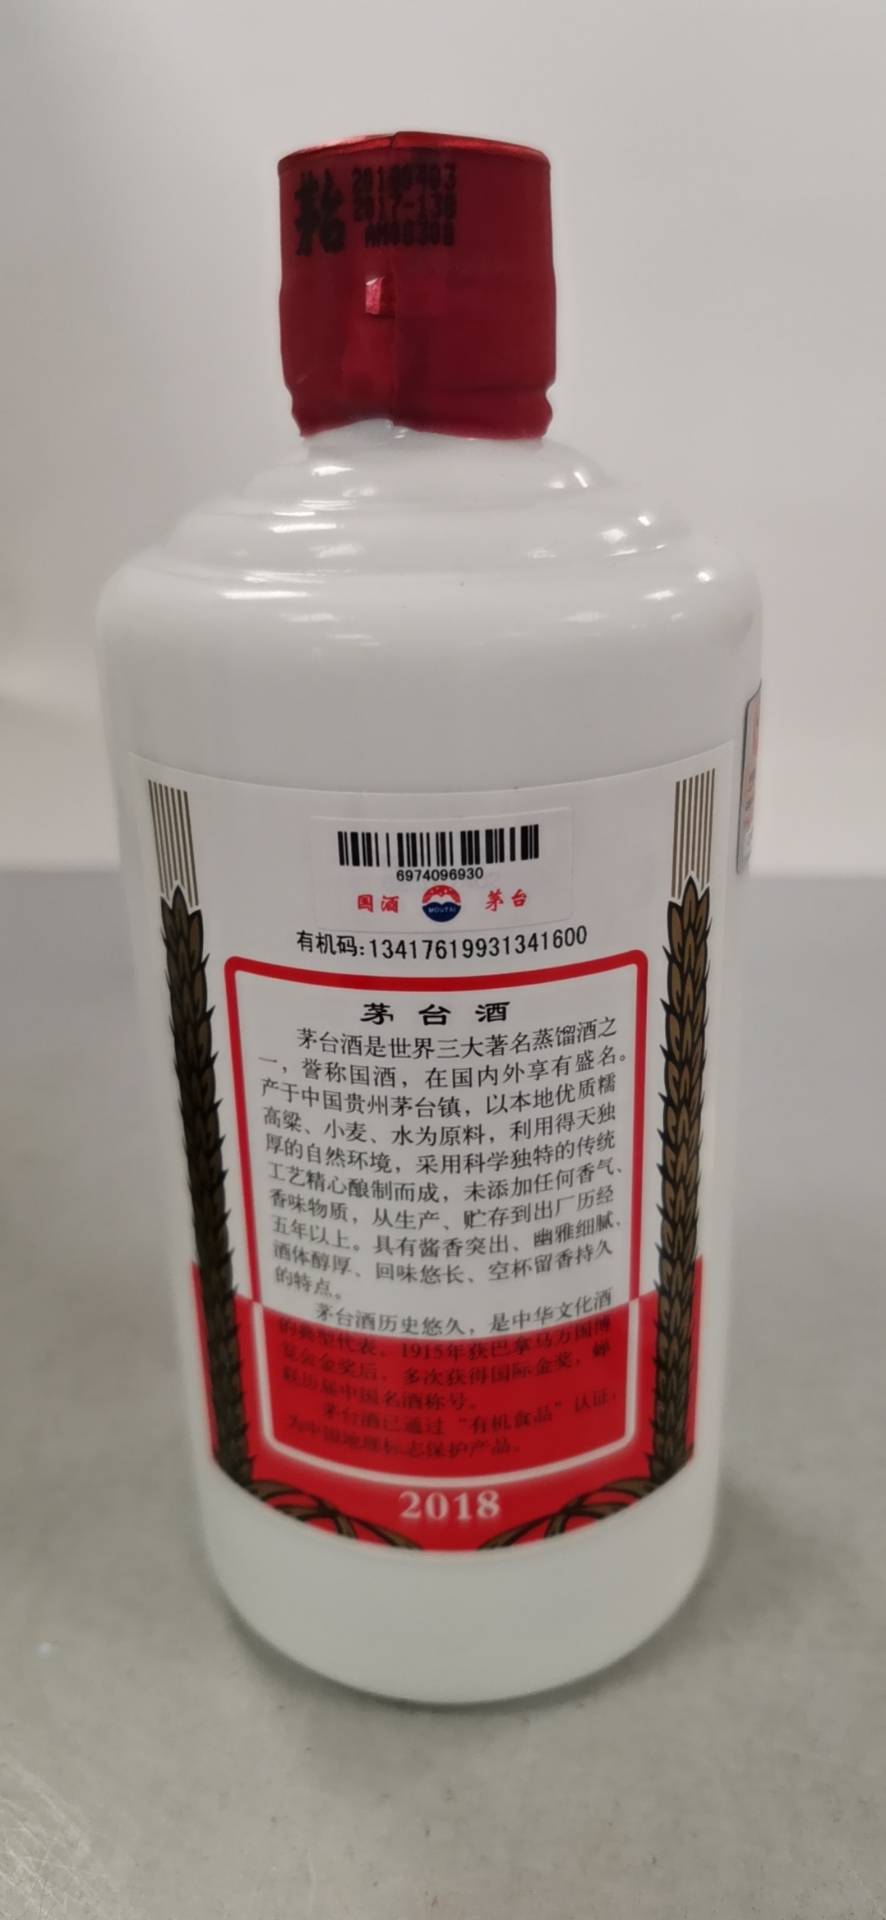 茅台
20180403
2017-130
6974096930
国酒 MOUTAI 茅台
有机码:13417619931341600
茅台酒
茅台酒是世界三大著名蒸馏酒之
一，誉称国酒，在国内外享有盛名。
产于中国贵州茅台镇，以本地优质糯
高粱、小麦、水为原料，利用得天独
厚的自然环境，采用科学独特的传统
工艺精心酿制而成，未添加任何香气、
香味物质，从生产、贮存到出厂历经
五年以上。具有酱香突出、幽雅细腻、
酒体醇厚、回味悠长、空杯留香持久
的特点。
茅台酒历史悠久，是中华文化酒
的典型代表。1915年获巴拿马万国博
览会金奖后，多次获得国际金奖，蝉
联历届中国名酒称号。
茅台酒已通过“有机食品”认证，
为中国地理标志保护产品。
2018